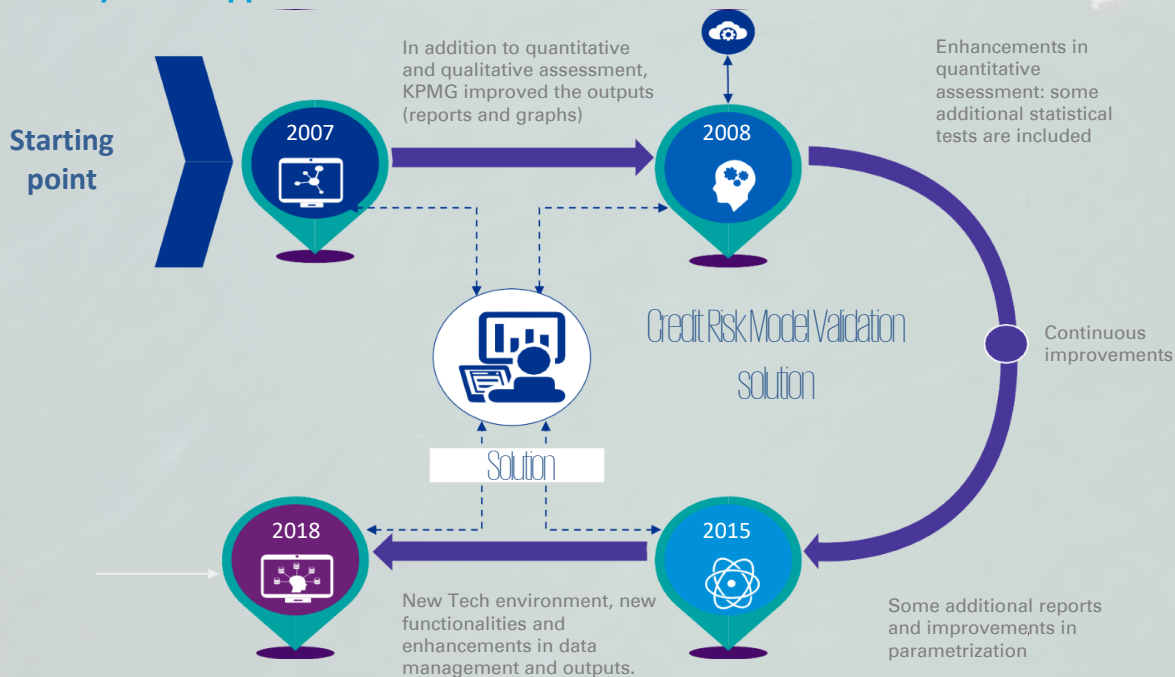 Starting
point
2007
In addition to quantitative
and qualitative assessment,
KPMG improved the outputs
(reports and graphs)
2008
Enhancements in
quantitative
assessment: some
additional statistical
tests are included
Credit Risk Model Validation
solution
Continuous
improvements
Solution
2018
New Tech environment, new
functionalities and
enhancements in data
management and outputs.
2015
Some additional reports
and improvements in
parametrization